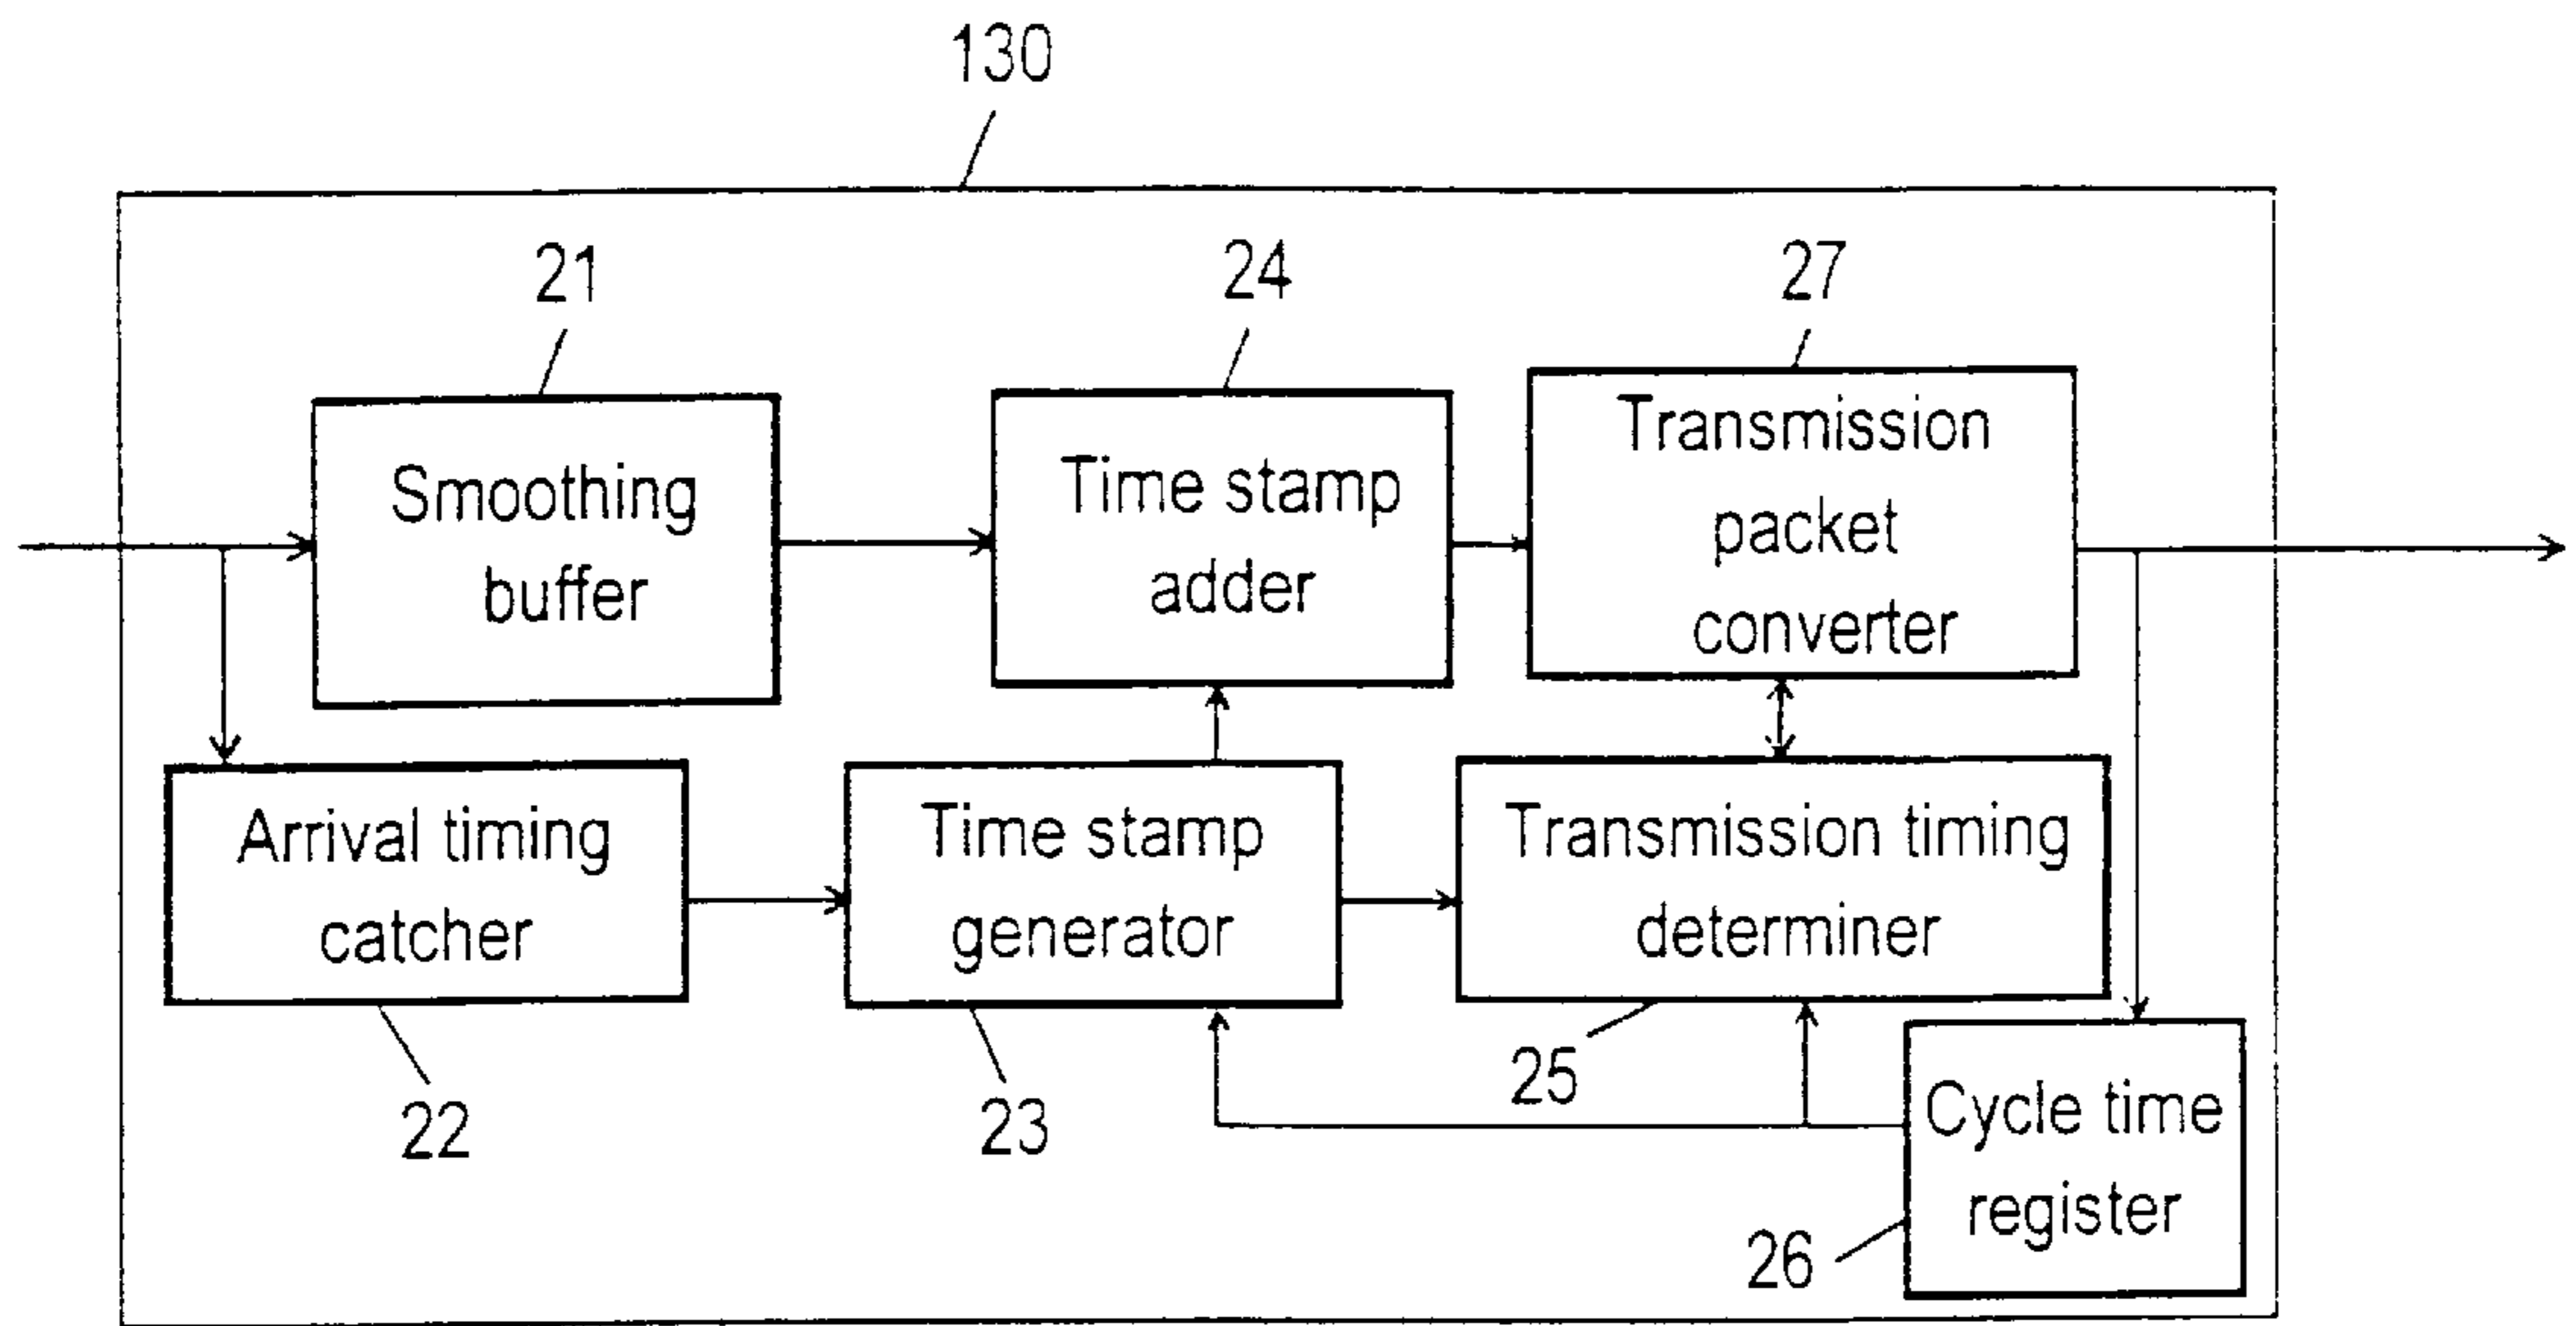 130
21
24
27
Smoothing
buffer
Time stamp
adder
Transmission
packet
converter
Arrival timing
catcher
Time stamp
generator
Transmission timing
determiner
22
23
25
Cycle time
register
26